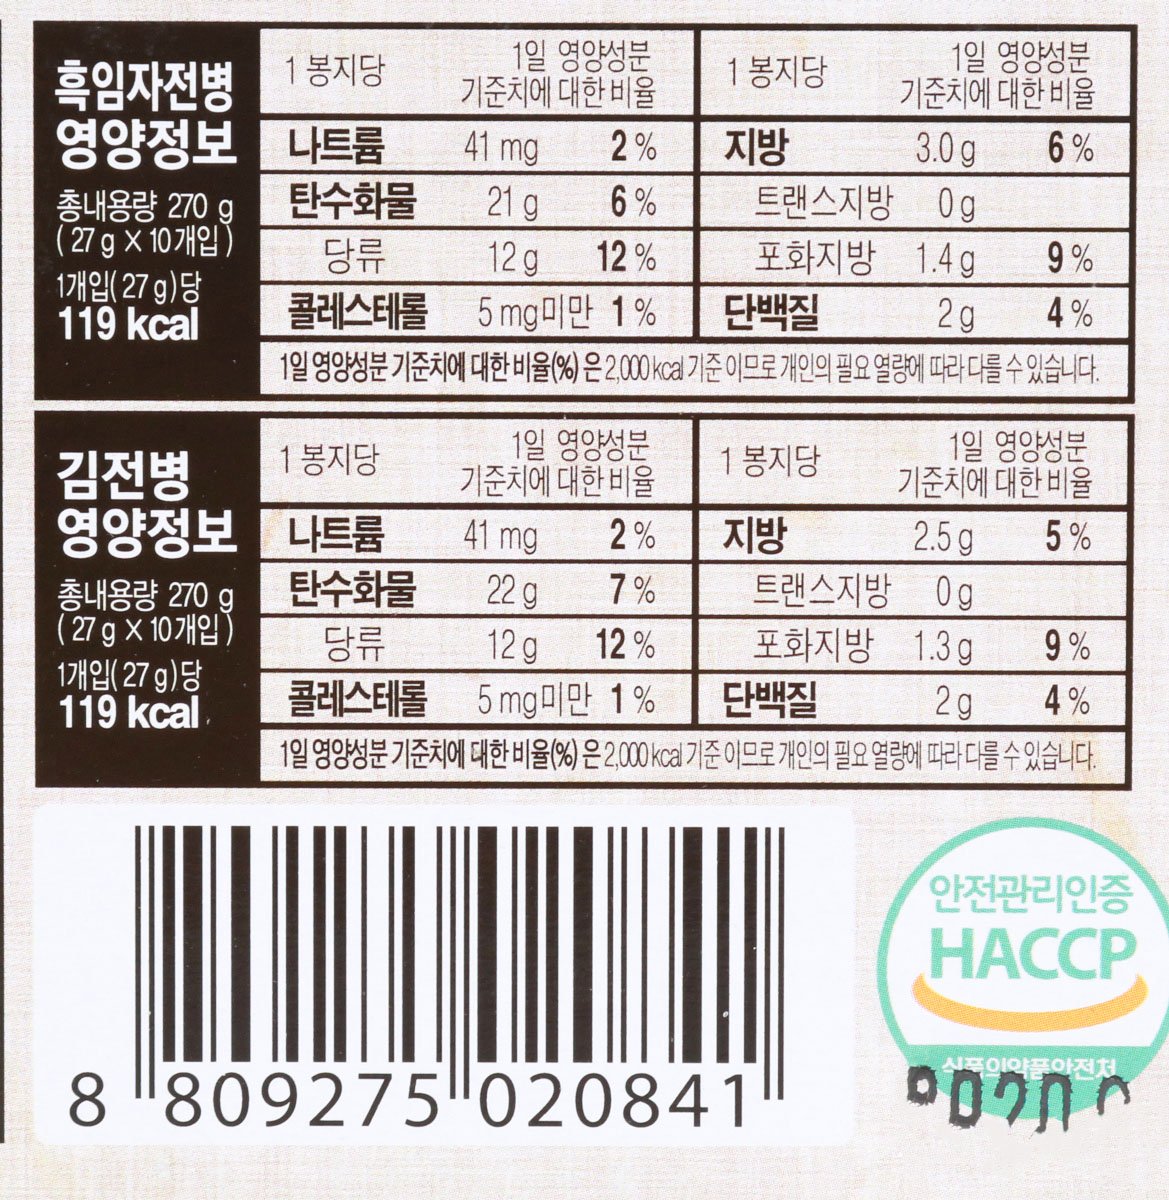 흑임자전병
영양정보
총내용량 270 g
( 27 g X 10개입 )
1개입( 27 g )당
119 kcal
1 봉지당 1일 영양성분 기준치에 대한 비율 1 봉지당 1일 영양성분 기준치에 대한 비율
나트륨 41 mg 2 % 지방 3.0 g 6 %
탄수화물 21 g 6 % 트랜스지방 0 g
당류 12 g 12 % 포화지방 1.4 g 9 %
콜레스테롤 5 mg미만 1 % 단백질 2 g 4 %
1일 영양성분 기준치에 대한 비율(%) 은 2,000 kcal 기준 이므로 개인의 필요 열량에 따라 다를 수 있습니다.
김전병
영양정보
총내용량 270 g
( 27 g X 10개입 )
1개입( 27 g )당
119 kcal
1 봉지당 1일 영양성분 기준치에 대한 비율 1 봉지당 1일 영양성분 기준치에 대한 비율
나트륨 41 mg 2 % 지방 2.5 g 5 %
탄수화물 22 g 7 % 트랜스지방 0 g
당류 12 g 12 % 포화지방 1.3 g 9 %
콜레스테롤 5 mg미만 1 % 단백질 2 g 4 %
1일 영양성분 기준치에 대한 비율(%) 은 2,000 kcal 기준 이므로 개인의 필요 열량에 따라 다를 수 있습니다.
8 809275 020841
안전관리인증
HACCP
식품의약품안전처